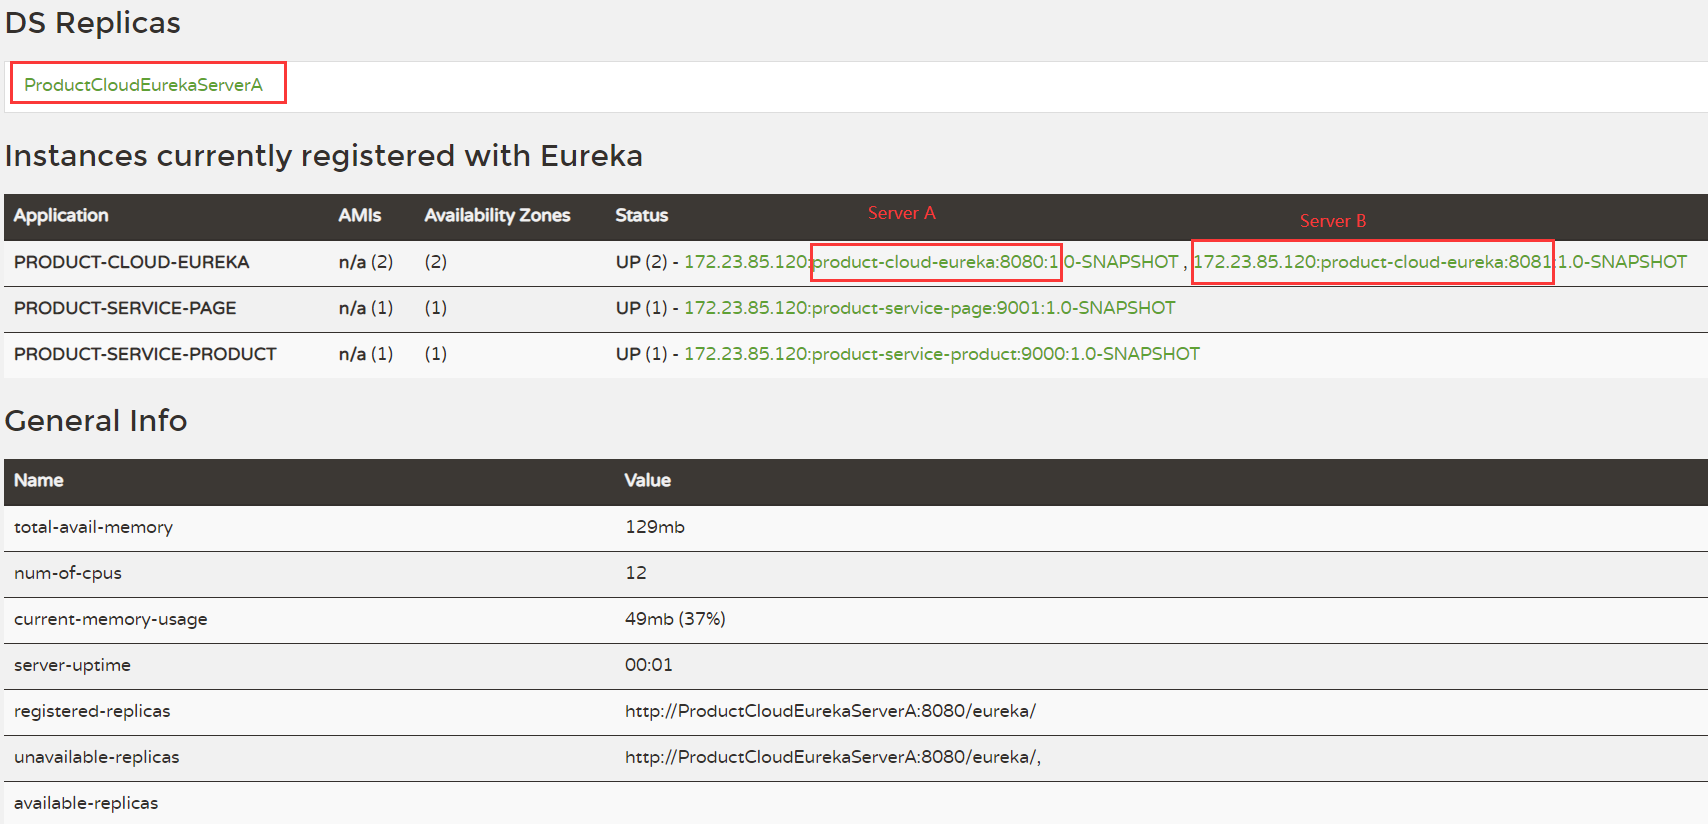 DS Replicas
ProductCloudEurekaServerA
Instances currently registered with Eureka
Application AMIs Availability Zones Status Server A Server B
PRODUCT-CLOUD-EUREKA n/a (2) (2) UP (2) - 172.23.85.120:product-cloud-eureka:8080:1.0-SNAPSHOT , 172.23.85.120:product-cloud-eureka:8081:1.0-SNAPSHOT
PRODUCT-SERVICE-PAGE n/a (1) (1) UP (1) - 172.23.85.120:product-service-page:9001:1.0-SNAPSHOT
PRODUCT-SERVICE-PRODUCT n/a (1) (1) UP (1) - 172.23.85.120:product-service-product:9000:1.0-SNAPSHOT
General Info
Name Value
total-avail-memory 129mb
num-of-cpus 12
current-memory-usage 49mb (37%)
server-uptime 00:01
registered-replicas http://ProductCloudEurekaServerA:8080/eureka/
unavailable-replicas http://ProductCloudEurekaServerA:8080/eureka/,
available-replicas